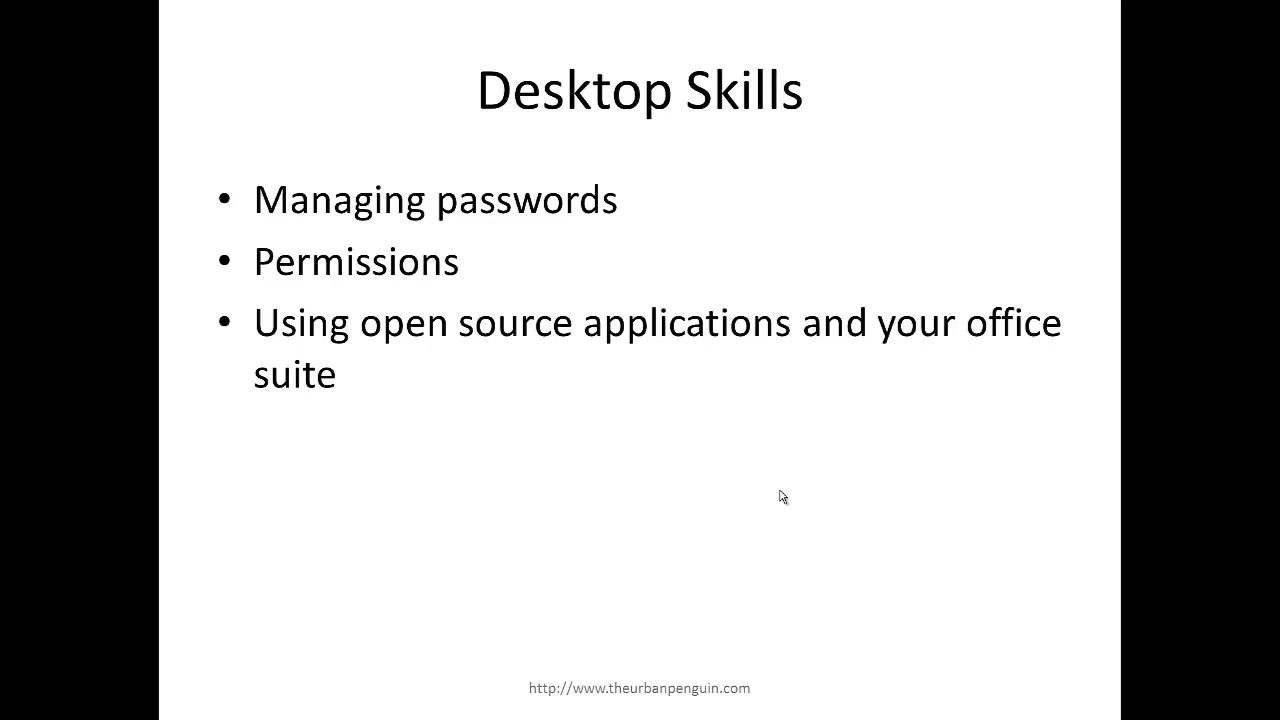 Desktop Skills
• Managing passwords
• Permissions
• Using open source applications and your office
suite
http://www.theurbanpenguin.com